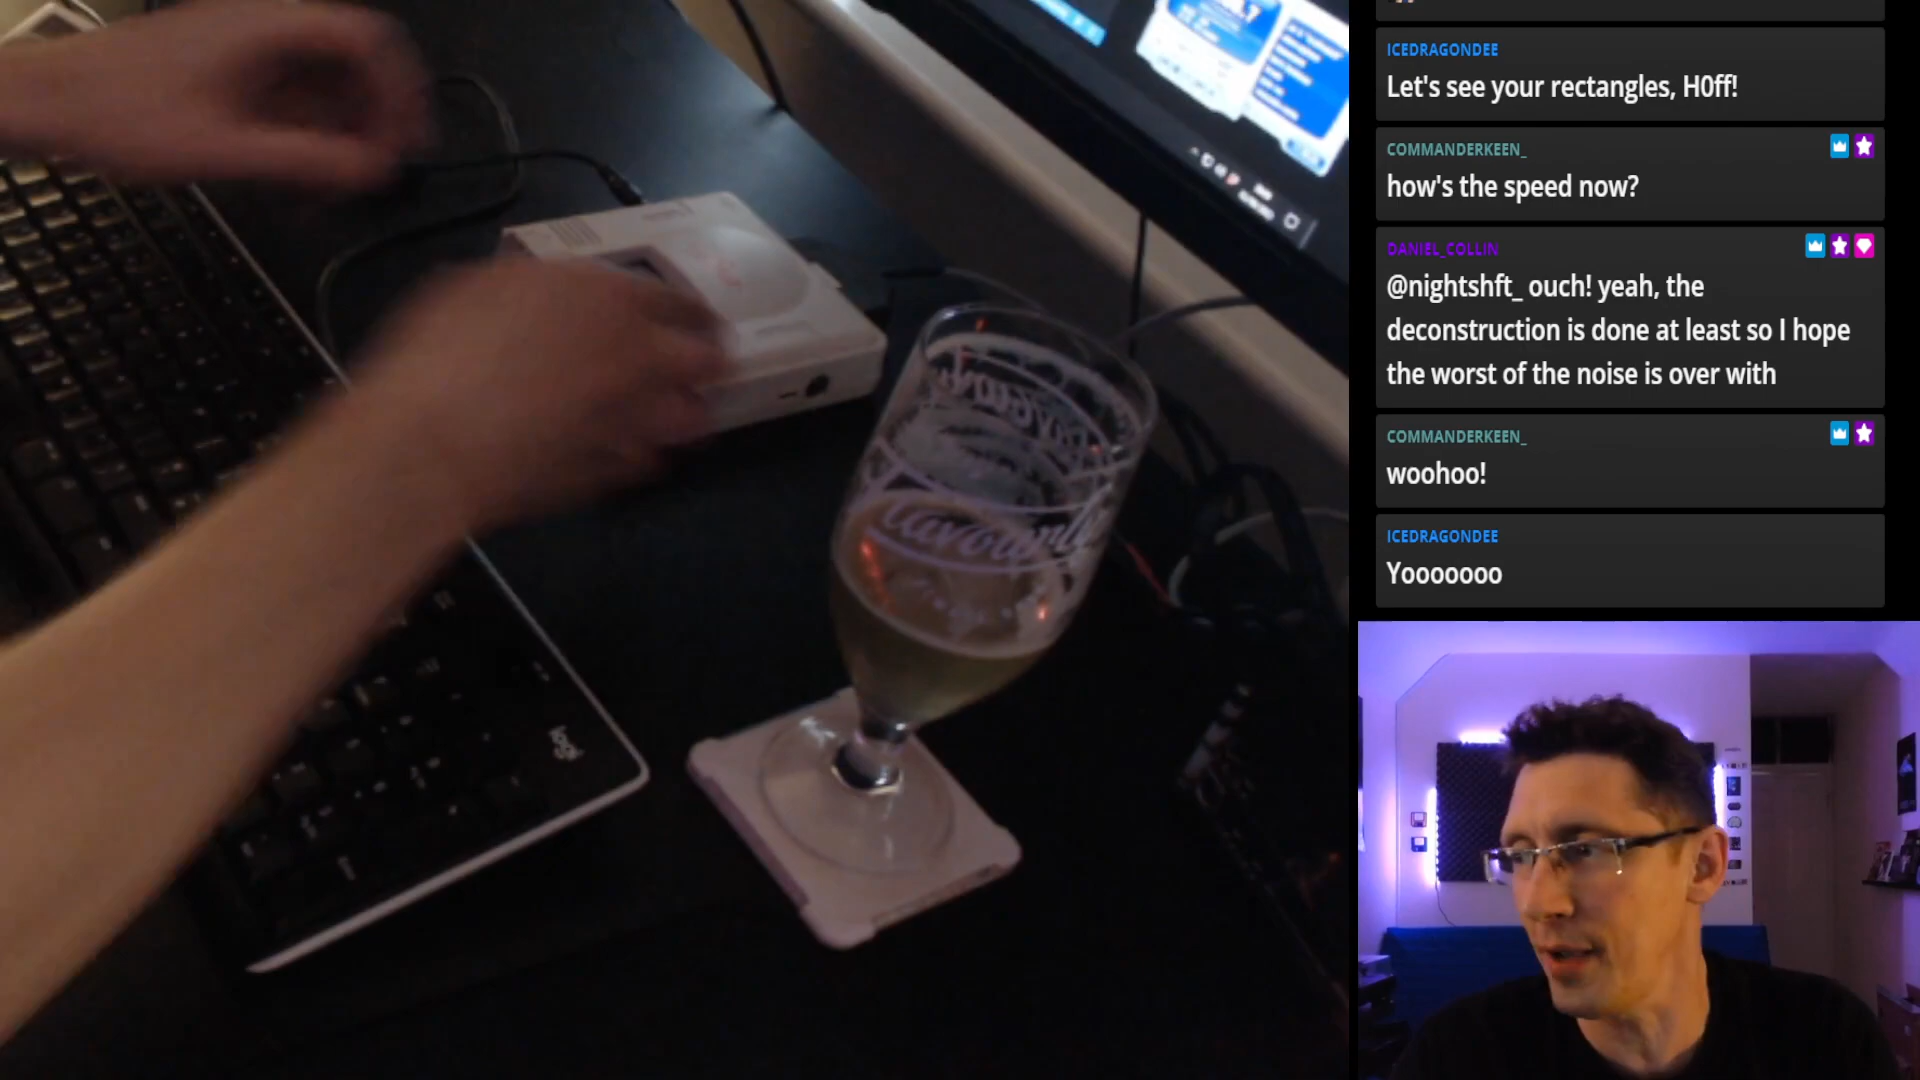 ICEDRAGONDEE
Let's see your rectangles, H0ff!
COMMANDERKEEN_
how's the speed now?
DANIEL_COLLIN
@nightshft_ ouch! yeah, the
deconstruction is done at least so I hope
the worst of the noise is over with
COMMANDERKEEN_
woohoo!
ICEDRAGONDEE
Yooooooo